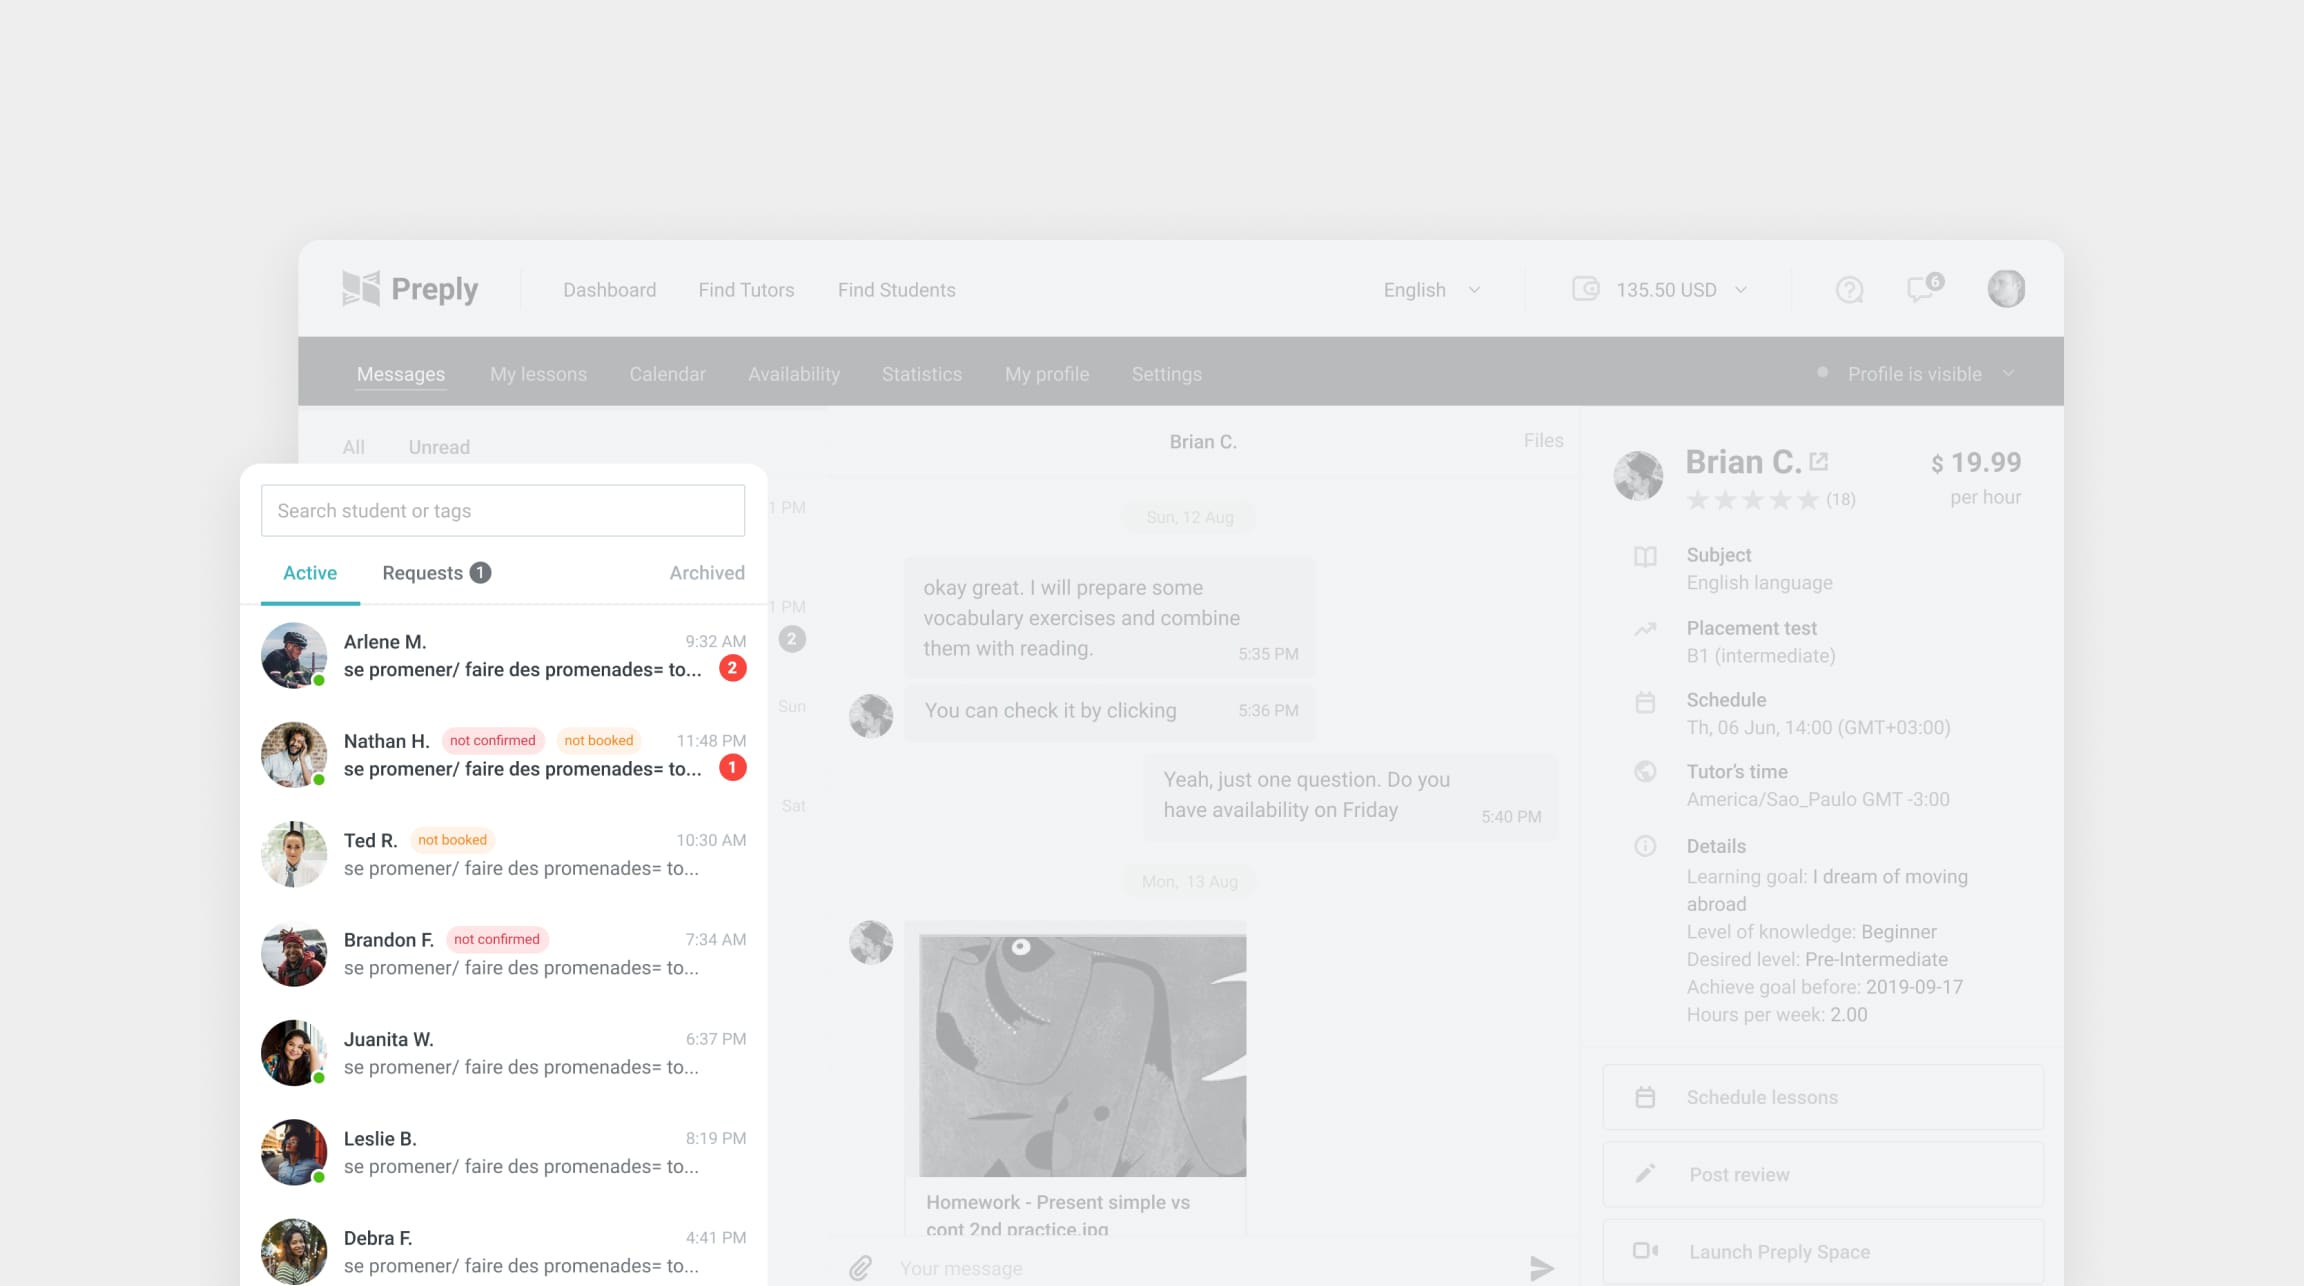 Preply
Dashboard
Find Tutors
Find Students
English
135.50 USD
6
Messages
My lessons
Calendar
Availability
Statistics
My profile
Settings
Profile is visible
All
Unread
Search student or tags
Active
Requests 1
Archived
Arlene M.
9:32 AM
se promener/ faire des promenades= to...
2
Nathan H.
not confirmed
not booked
11:48 PM
se promener/ faire des promenades= to...
1
Ted R.
not booked
10:30 AM
se promener/ faire des promenades= to...
Brandon F.
not confirmed
7:34 AM
se promener/ faire des promenades= to...
Juanita W.
6:37 PM
se promener/ faire des promenades= to...
Leslie B.
8:19 PM
se promener/ faire des promenades= to...
Debra F.
4:41 PM
se promener/ faire des promenades= to...
1 PM
1 PM
2
Sun
Sat
Brian C.
Files
Sun, 12 Aug
okay great. I will prepare some
vocabulary exercises and combine
them with reading.
5:35 PM
You can check it by clicking
5:36 PM
Yeah, just one question. Do you
have availability on Friday
5:40 PM
Mon, 13 Aug
Homework - Present simple vs
cont 2nd practice.jpg
Your message
Brian C.
$ 19.99
(18)
per hour
Subject
English language
Placement test
B1 (intermediate)
Schedule
Th, 06 Jun, 14:00 (GMT+03:00)
Tutor's time
America/Sao_Paulo GMT -3:00
Details
Learning goal: I dream of moving
abroad
Level of knowledge: Beginner
Desired level: Pre-Intermediate
Achieve goal before: 2019-09-17
Hours per week: 2.00
Schedule lessons
Post review
Launch Preply Space